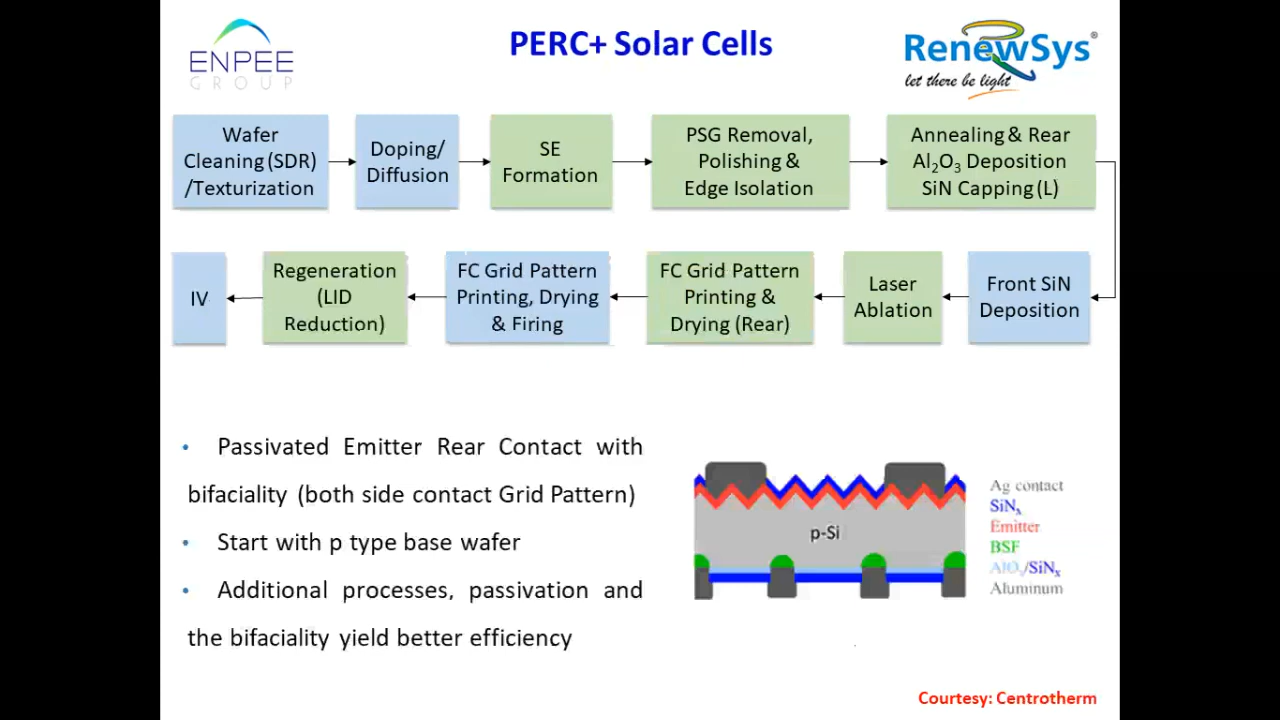 ENPEE
GROUP
PERC+ Solar Cells
RenewSys®
let there be light
Wafer
Cleaning (SDR)
/Texturization
Doping/
Diffusion
SE
Formation
PSG Removal,
Polishing &
Edge Isolation
Annealing & Rear
Al₂O₃ Deposition
SiN Capping (L)
IV
Regeneration
(LID
Reduction)
FC Grid Pattern
Printing, Drying
& Firing
FC Grid Pattern
Printing &
Drying (Rear)
Laser
Ablation
Front SiN
Deposition
• Passivated Emitter Rear Contact with
bifaciality (both side contact Grid Pattern)
• Start with p type base wafer
• Additional processes, passivation and
the bifaciality yield better efficiency
p-Si
Ag contact
SiNₓ
Emitter
BSF
AlOₓ/SiNₓ
Aluminum
Courtesy: Centrotherm